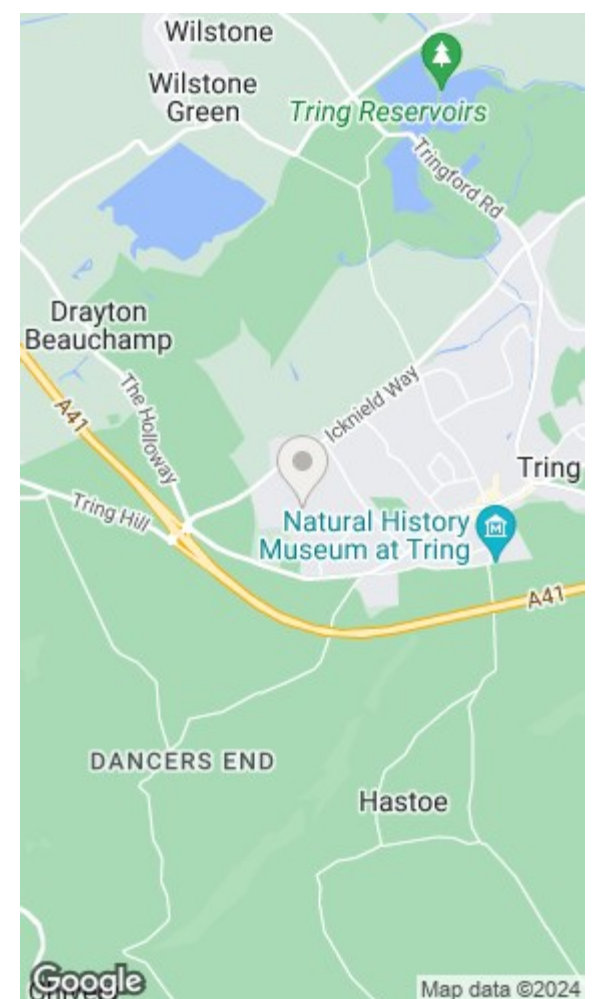 Wilstone
Wilstone
Green
Tring Reservoirs
Tringford Rd
Drayton
Beauchamp
The Holloway
A41
Icknield Way
Tring
Tring Hill
Natural History
Museum at Tring
A41
DANCERS END
Hastoe
Google
Map data ©2024